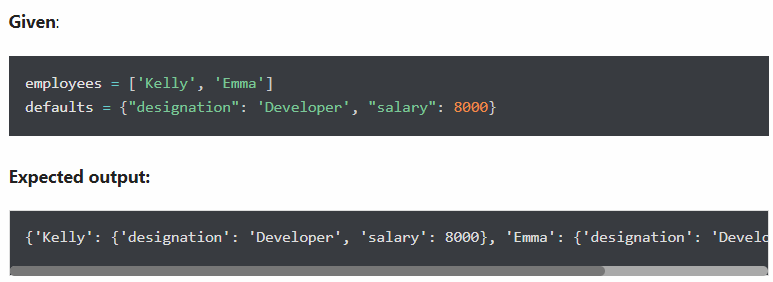 Given:
employees = ['Kelly', 'Emma']
defaults = {"designation": 'Developer', "salary": 8000}
Expected output:
{'Kelly': {'designation': 'Developer', 'salary': 8000}, 'Emma': {'designation': 'Develo